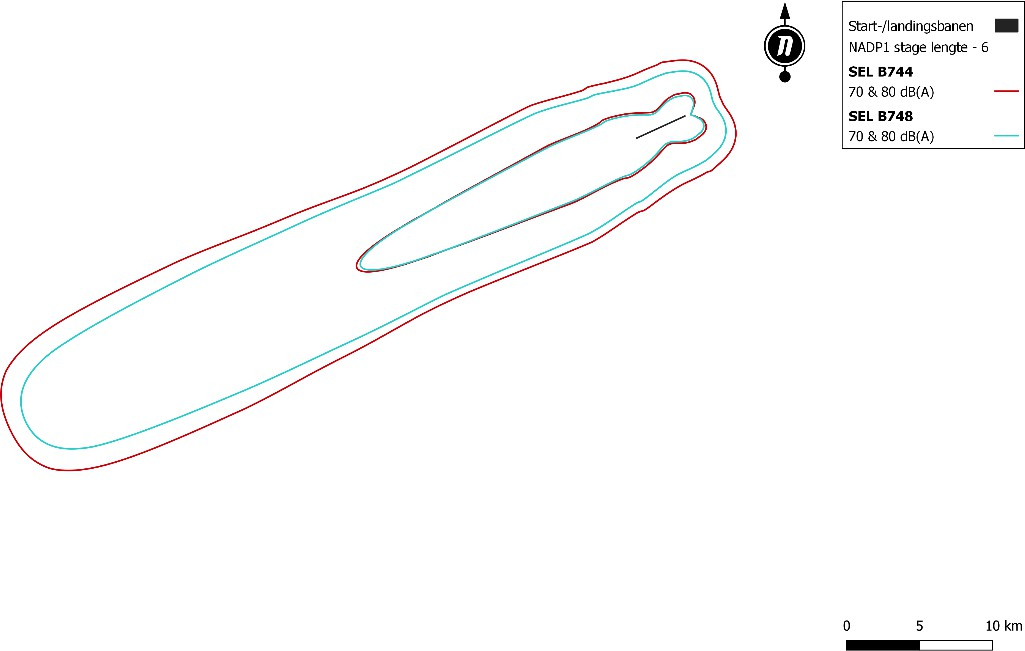 n
Start-/landingsbanen
NADP1 stage lengte - 6
SEL B744
70 & 80 dB(A)
SEL B748
70 & 80 dB(A)
0 5 10 km